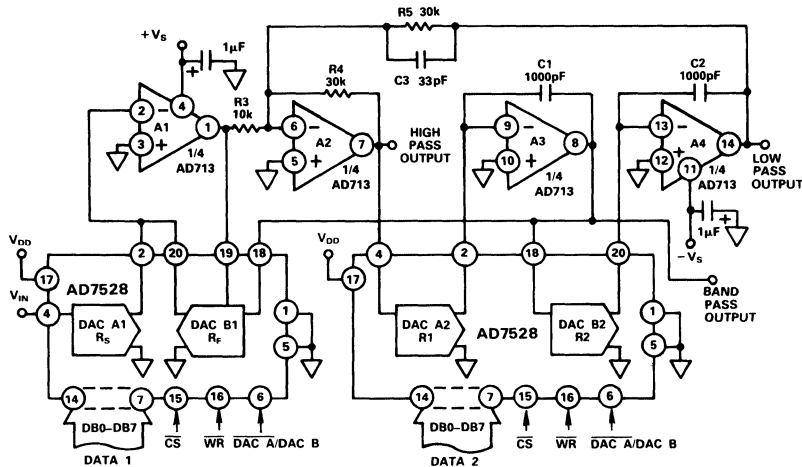 R5 30k
C3 33pF
+VS
1µF
+
R4
30k
R3
10k
C1
1000pF
C2
1000pF
2
−
4
A1
1
3
+
1/4
AD713
6
−
A2
7
5
+
1/4
AD713
HIGH
PASS
OUTPUT
9
−
A3
8
10
+
1/4
AD713
13
−
A4
14
12
+
11
1/4
AD713
LOW
PASS
OUTPUT
1µF
+
−VS
BAND
PASS
OUTPUT
VDD
17
VIN
4
2
20
19
18
AD7528
DAC A1
RS
DAC B1
RF
1
5
14
7
15
16
6
DB0–DB7
DATA 1
CS
WR
DAC A/DAC B
VDD
17
4
2
18
20
DAC A2
R1
AD7528
DAC B2
R2
1
5
14
7
15
16
6
DB0–DB7
DATA 2
CS
WR
DAC A/DAC B